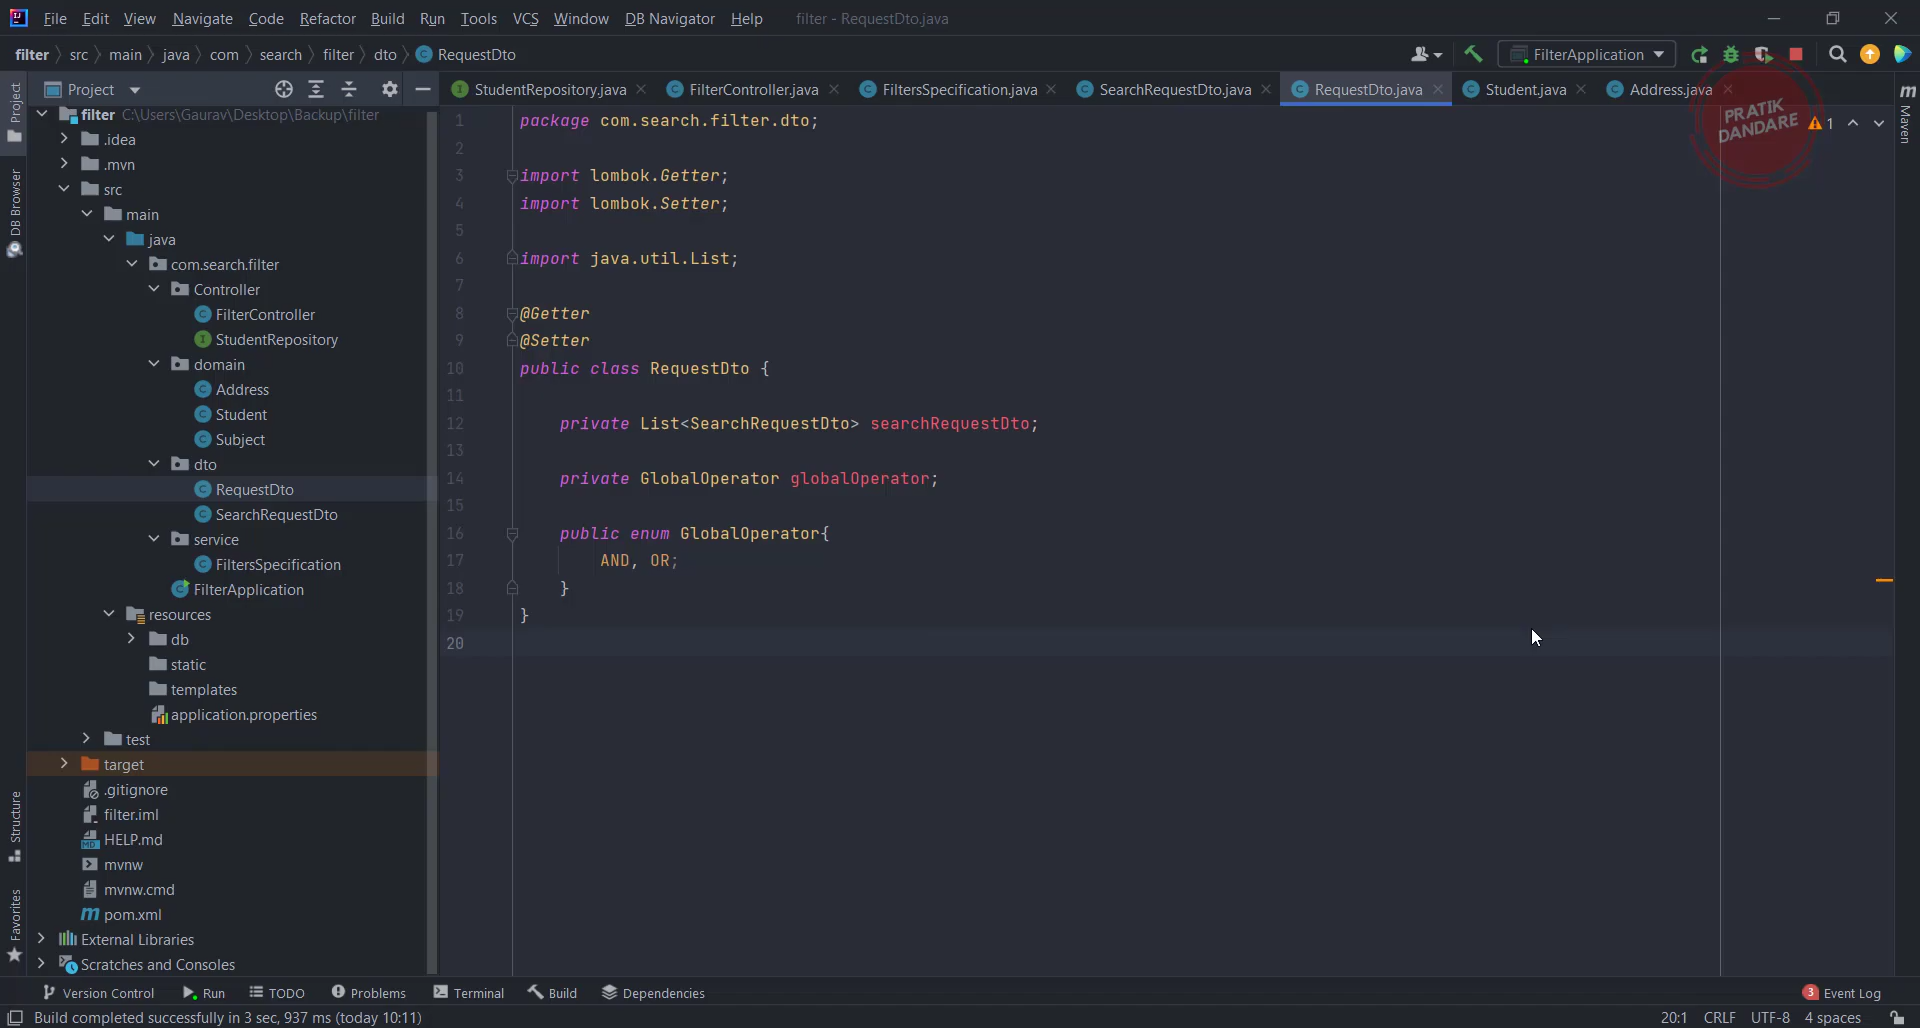 File Edit View Navigate Code Refactor Build Run Tools VCS Window DB Navigator Help filter - RequestDto.java
filter src main java com search filter dto RequestDto
FilterApplication
Project
StudentRepository.java FilterController.java FiltersSpecification.java SearchRequestDto.java RequestDto.java Student.java Address.java
filter C:\Users\Gaurav\Desktop\Backup\filter
.idea
.mvn
src
main
java
com.search.filter
Controller
FilterController
StudentRepository
domain
Address
Student
Subject
dto
RequestDto
SearchRequestDto
service
FiltersSpecification
FilterApplication
resources
db
static
templates
application.properties
test
target
.gitignore
filter.iml
HELP.md
mvnw
mvnw.cmd
pom.xml
External Libraries
Scratches and Consoles
Project
DB Browser
Structure
Favorites
1 package com.search.filter.dto;
2
3 import lombok.Getter;
4 import lombok.Setter;
5
6 import java.util.List;
7
8 @Getter
9 @Setter
10 public class RequestDto {
11
12 private List<SearchRequestDto> searchRequestDto;
13
14 private GlobalOperator globalOperator;
15
16 public enum GlobalOperator{
17 AND, OR;
18 }
19 }
20
PRATIK
DANDARE
1
m Maven
Version Control Run TODO Problems Terminal Build Dependencies
3 Event Log
Build completed successfully in 3 sec, 937 ms (today 10:11)
20:1 CRLF UTF-8 4 spaces